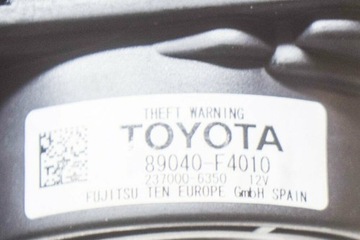 THEFT WARNING
TOYOTA
89040-F4010
237000-6350 12V
FUJITSU TEN EUROPE GmbH SPAIN